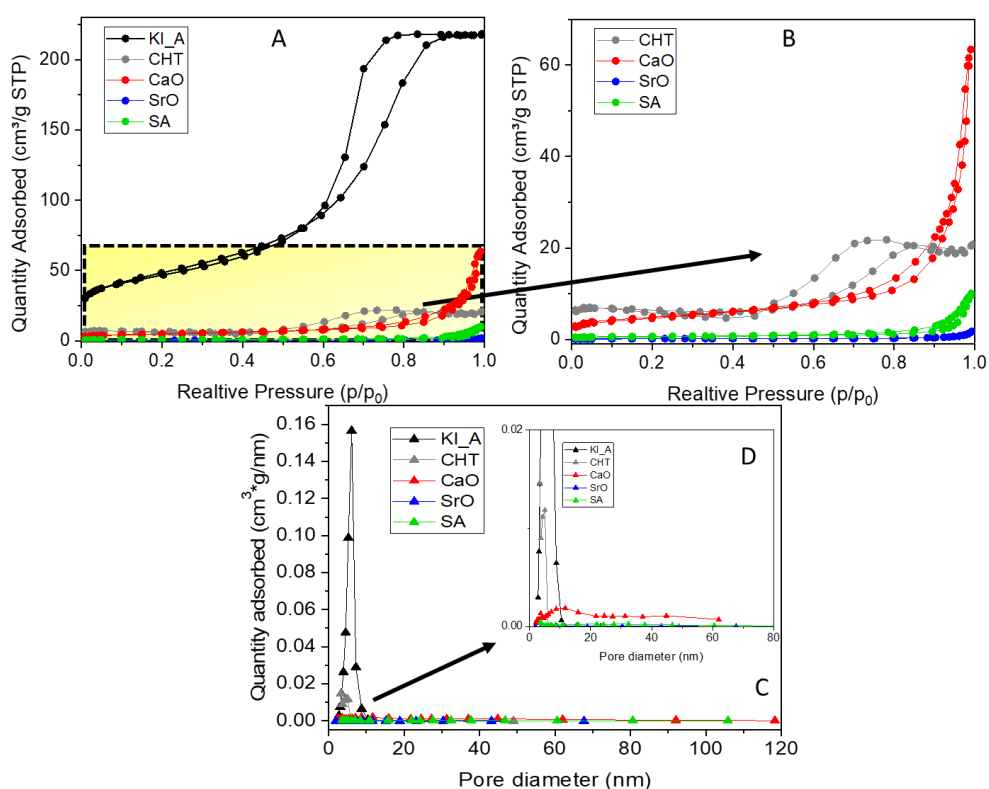 A
KI_A
CHT
CaO
SrO
SA
Quantity Adsorbed (cm³/g STP)
200
150
100
50
0
0.0 0.2 0.4 0.6 0.8 1.0
Realtive Pressure (p/p₀)
B
CHT
CaO
SrO
SA
Quantity Adsorbed (cm³/g STP)
60
40
20
0
0.0 0.2 0.4 0.6 0.8 1.0
Realtive Pressure (p/p₀)
KI_A
CHT
CaO
SrO
SA
Quantity adsorbed (cm³*g/nm)
0.16
0.14
0.12
0.10
0.08
0.06
0.04
0.02
0.00
0 20 40 60 80 100 120
Pore diameter (nm)
C
D
KI_A
CHT
CaO
SrO
SA
0.02
0.01
0.00
0 20 40 60 80
Pore diameter (nm)